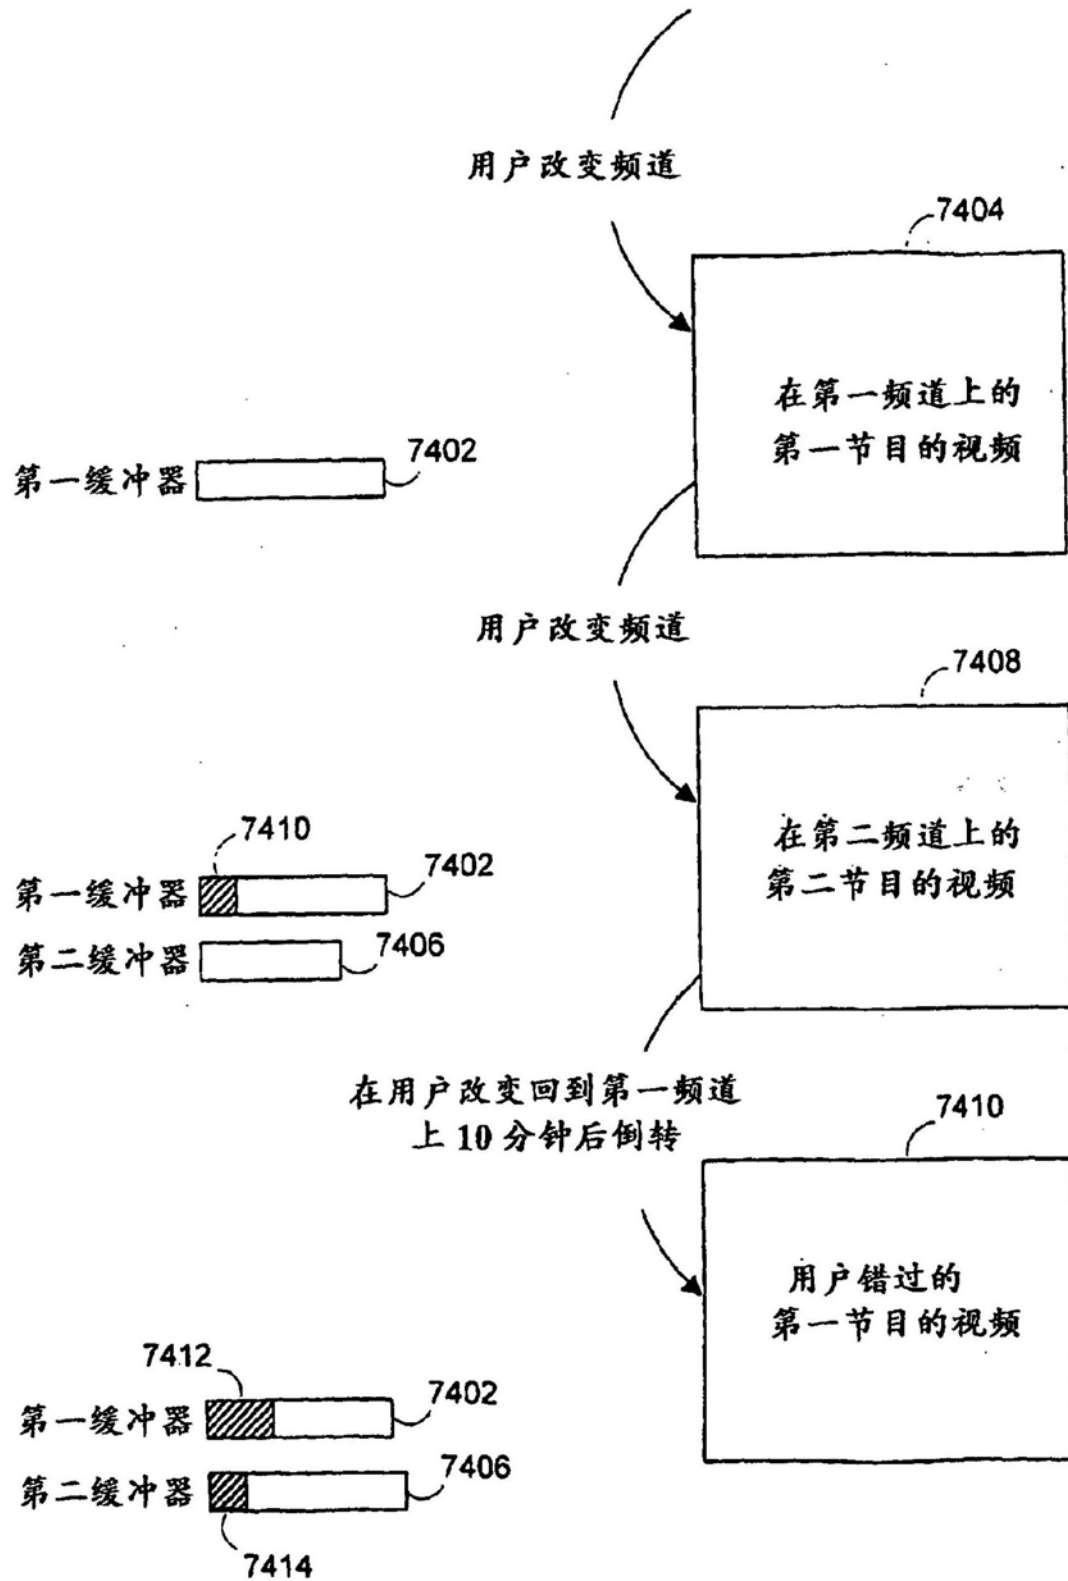 用户改变频道
7404
在第一频道上的
第一节目的视频
7402
第一缓冲器
用户改变频道
7408
在第二频道上的
第二节目的视频
7410
7402
第一缓冲器
7406
第二缓冲器
在用户改变回到第一频道
上 10 分钟后倒转
7410
用户错过的
第一节目的视频
7412
7402
第一缓冲器
7406
第二缓冲器
7414